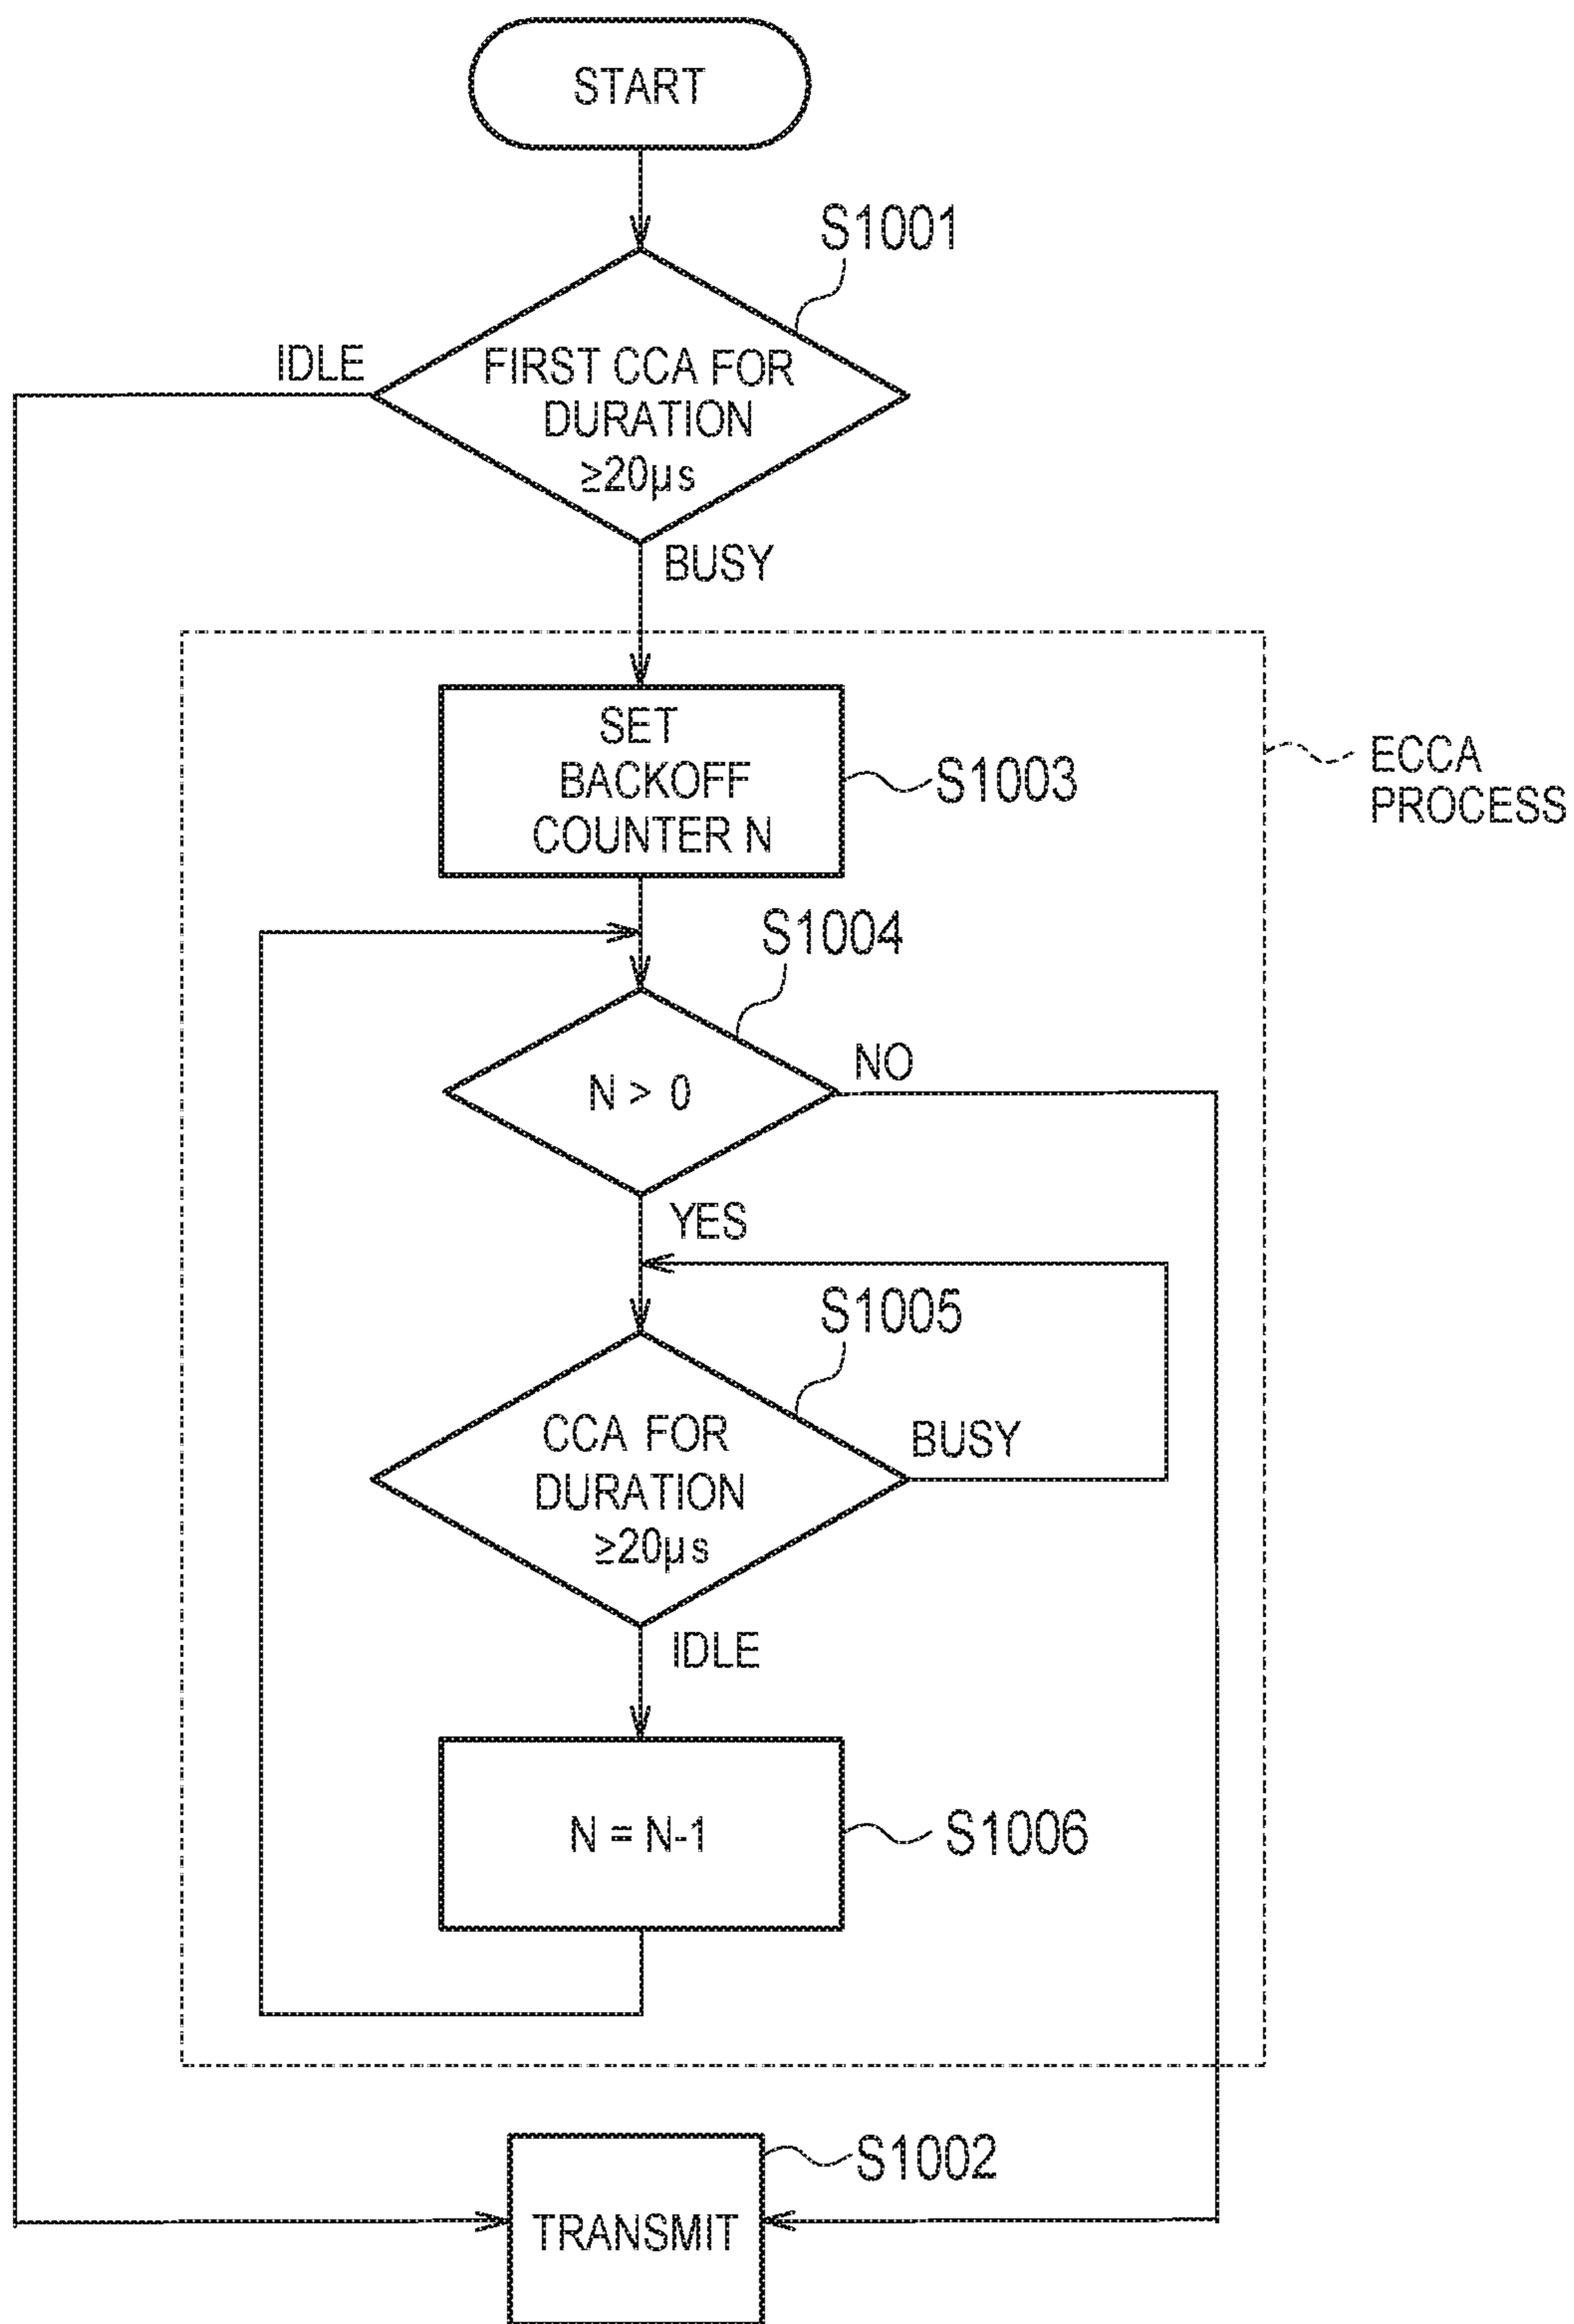 START
S1001
IDLE
FIRST CCA FOR
DURATION
≥20µs
BUSY
SET
BACKOFF
COUNTER N
S1003
ECCA
PROCESS
S1004
N > 0
NO
YES
S1005
CCA FOR
DURATION
≥20µs
BUSY
IDLE
N = N-1
S1006
S1002
TRANSMIT